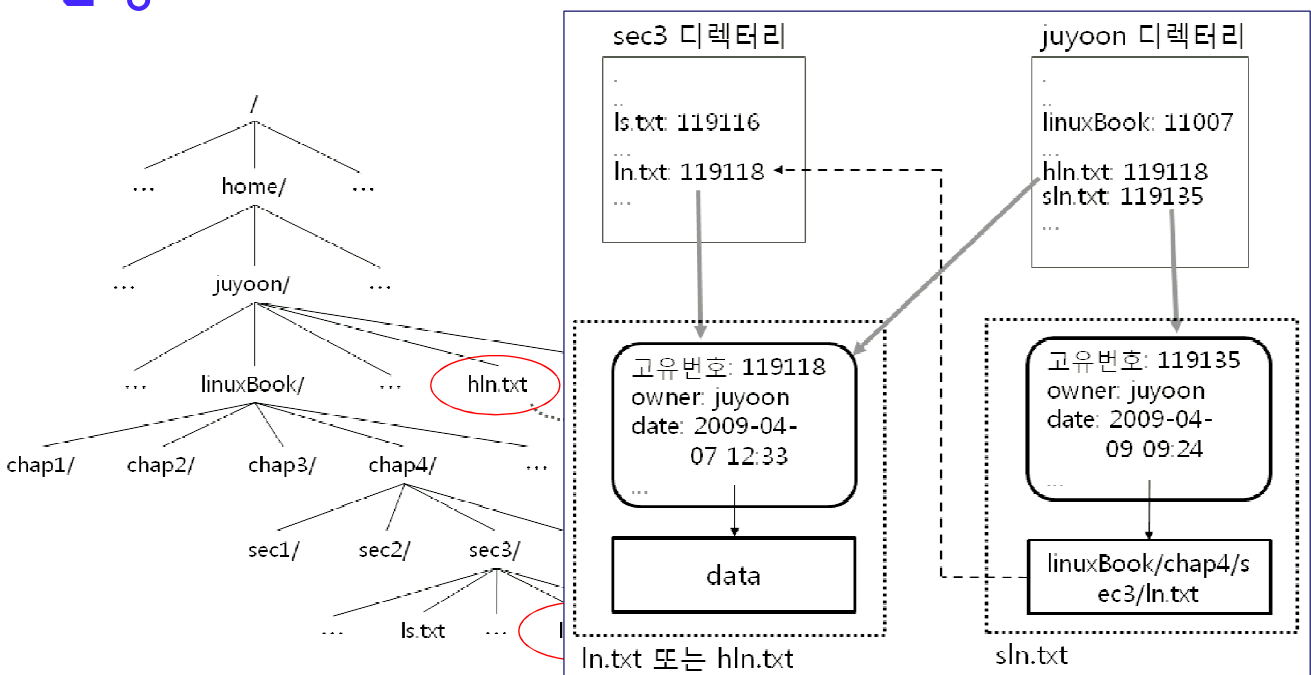 /
... home/ ...
... juyoon/ ...
... linuxBook/ ... hln.txt
chap1/ chap2/ chap3/ chap4/ ...
sec1/ sec2/ sec3/
... ls.txt ...
sec3 디렉터리
.
..
ls.txt: 119116
...
ln.txt: 119118
...
juyoon 디렉터리
.
..
linuxBook: 11007
...
hln.txt: 119118
sln.txt: 119135
...
고유번호: 119118
owner: juyoon
date: 2009-04-
07 12:33
...
data
ln.txt 또는 hln.txt
고유번호: 119135
owner: juyoon
date: 2009-04-
09 09:24
...
linuxBook/chap4/s
ec3/ln.txt
sln.txt